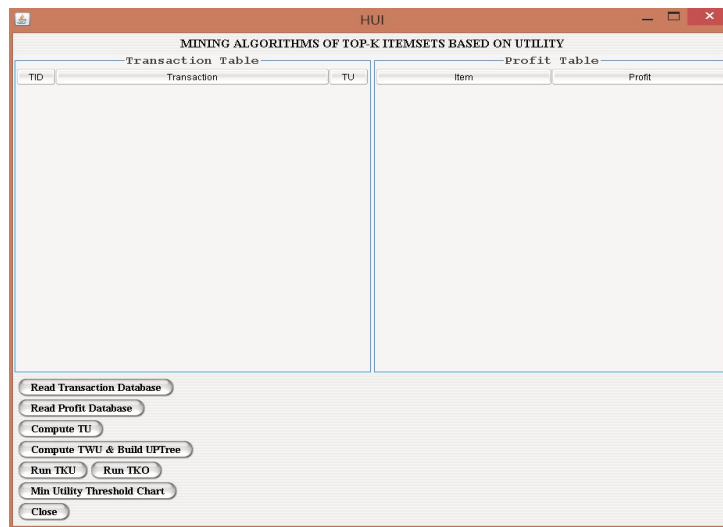 HUI
MINING ALGORITHMS OF TOP-K ITEMSETS BASED ON UTILITY
Transaction Table
Profit Table
TID Transaction TU
Item Profit
Read Transaction Database
Read Profit Database
Compute TU
Compute TWU & Build UPTree
Run TKU Run TKO
Min Utility Threshold Chart
Close